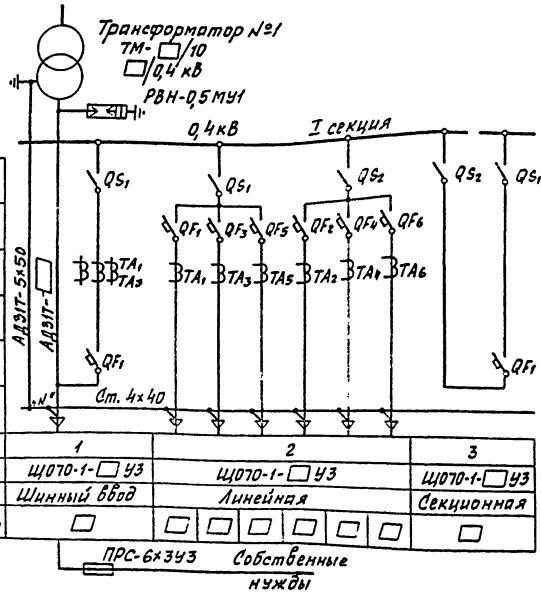 Трансформатор №1
ТМ-□/10
□/0,4 кВ
РВН-0,5 МУ1
0,4 кВ
I секция
QS1
QS1
QS2
QS2
QS1
QF1 QF3 QF5 QF2 QF4 QF6
TA1
TA3
TA1 TA3 TA5 TA2 TA4 TA6
АД31Т-5×50
АД31Т-□
QF1
QF1
"N"
Ст. 4×40
1 2 3
ЩО70-1-□ У3 ЩО70-1-□ У3 ЩО70-1-□ У3
Шинный ввод Линейная Секционная
ПРС-6×3У3 Собственные
нужды